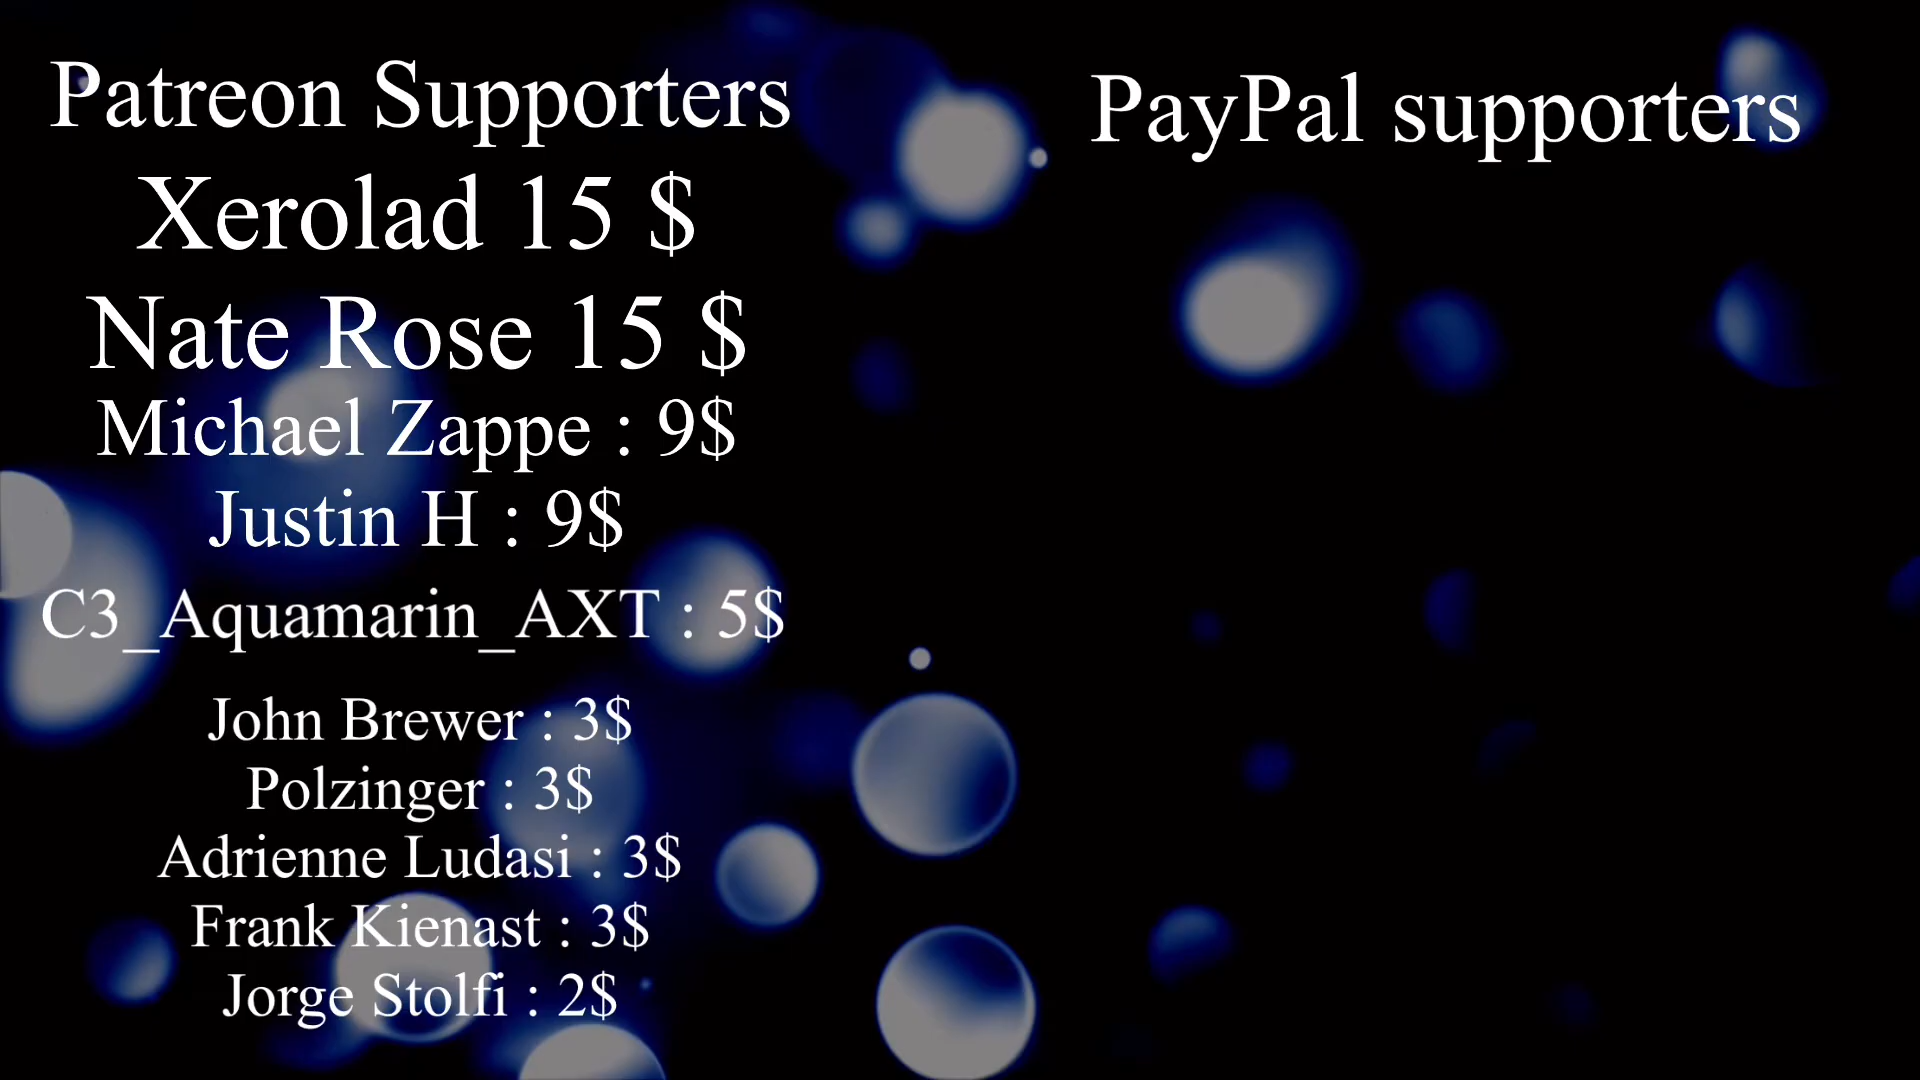 Patreon Supporters
Xerolad 15 $
Nate Rose 15 $
Michael Zappe : 9$
Justin H : 9$
C3_Aquamarin_AXT : 5$
John Brewer : 3$
Polzinger : 3$
Adrienne Ludasi : 3$
Frank Kienast : 3$
Jorge Stolfi : 2$
PayPal supporters